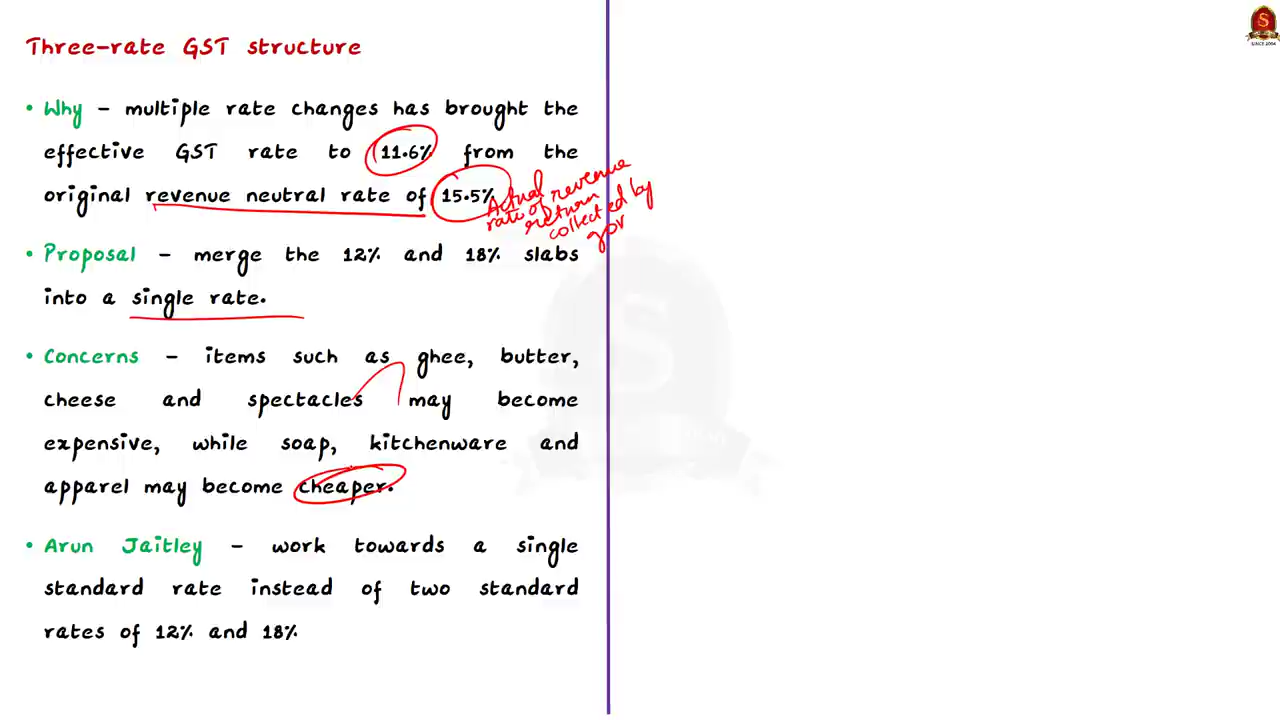 Three-rate GST structure
• Why - multiple rate changes has brought the
effective GST rate to 11.6% from the
original revenue neutral rate of 15.5%
Actual revenue
rate of return
collected by
gov
• Proposal - merge the 12% and 18% slabs
into a single rate.
• Concerns - items such as ghee, butter,
cheese and spectacles may become
expensive, while soap, kitchenware and
apparel may become cheaper.
• Arun Jaitley - work towards a single
standard rate instead of two standard
rates of 12% and 18%
S
SINCE 2004
S